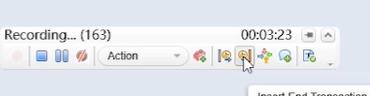 Recording... (163) 00:03:23
Action
Insert End Transaction